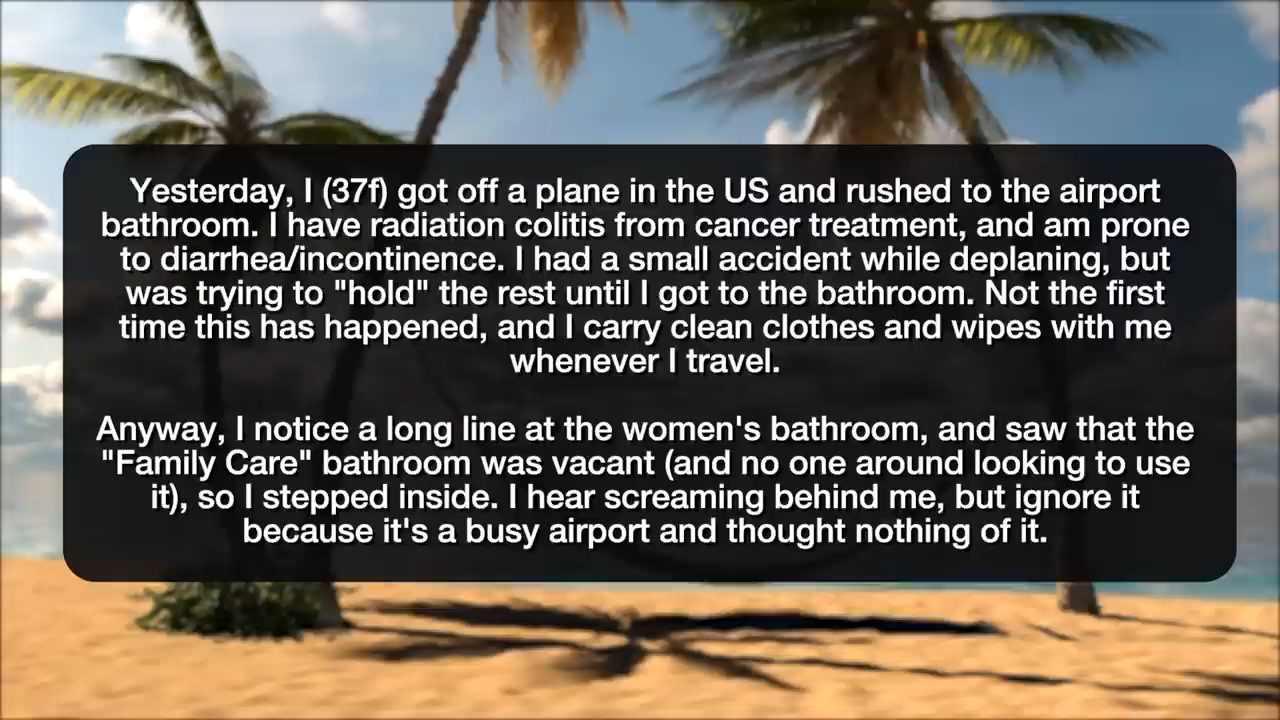 Yesterday, I (37f) got off a plane in the US and rushed to the airport
bathroom. I have radiation colitis from cancer treatment, and am prone
to diarrhea/incontinence. I had a small accident while deplaning, but
was trying to "hold" the rest until I got to the bathroom. Not the first
time this has happened, and I carry clean clothes and wipes with me
whenever I travel.
Anyway, I notice a long line at the women's bathroom, and saw that the
"Family Care" bathroom was vacant (and no one around looking to use
it), so I stepped inside. I hear screaming behind me, but ignore it
because it's a busy airport and thought nothing of it.